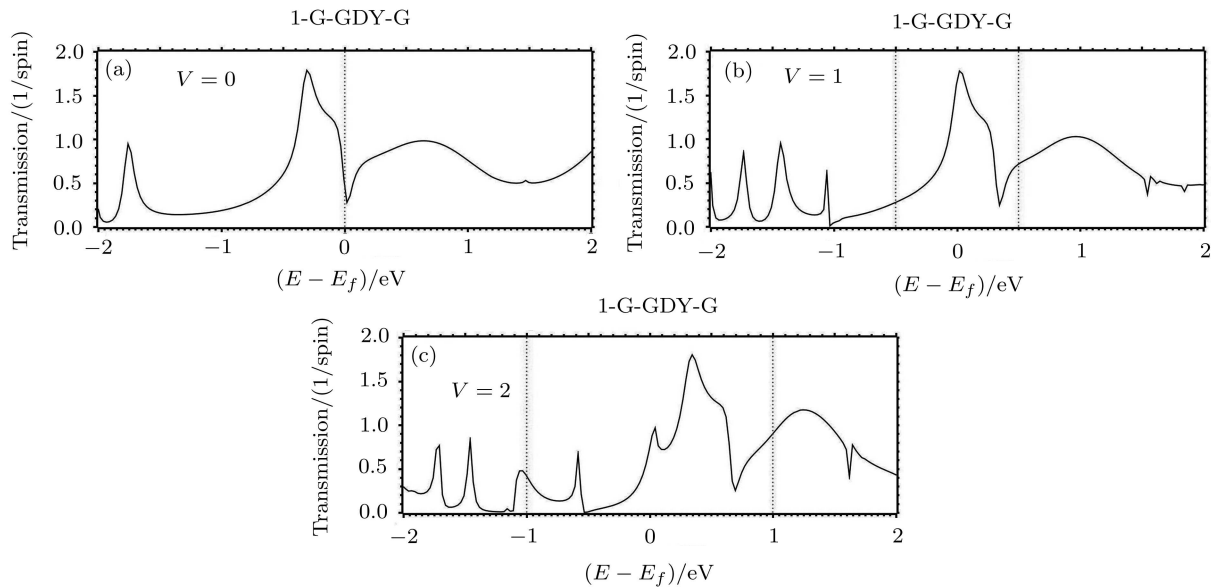 1-G-GDY-G
(a)
V = 0
Transmission/(1/spin)
2.0
1.5
1.0
0.5
0.0
−2
−1
0
1
2
(E − E_f)/eV
1-G-GDY-G
(b)
V = 1
Transmission/(1/spin)
2.0
1.5
1.0
0.5
0.0
−2
−1
0
1
2
(E − E_f)/eV
1-G-GDY-G
(c)
V = 2
Transmission/(1/spin)
2.0
1.5
1.0
0.5
0.0
−2
−1
0
1
2
(E − E_f)/eV